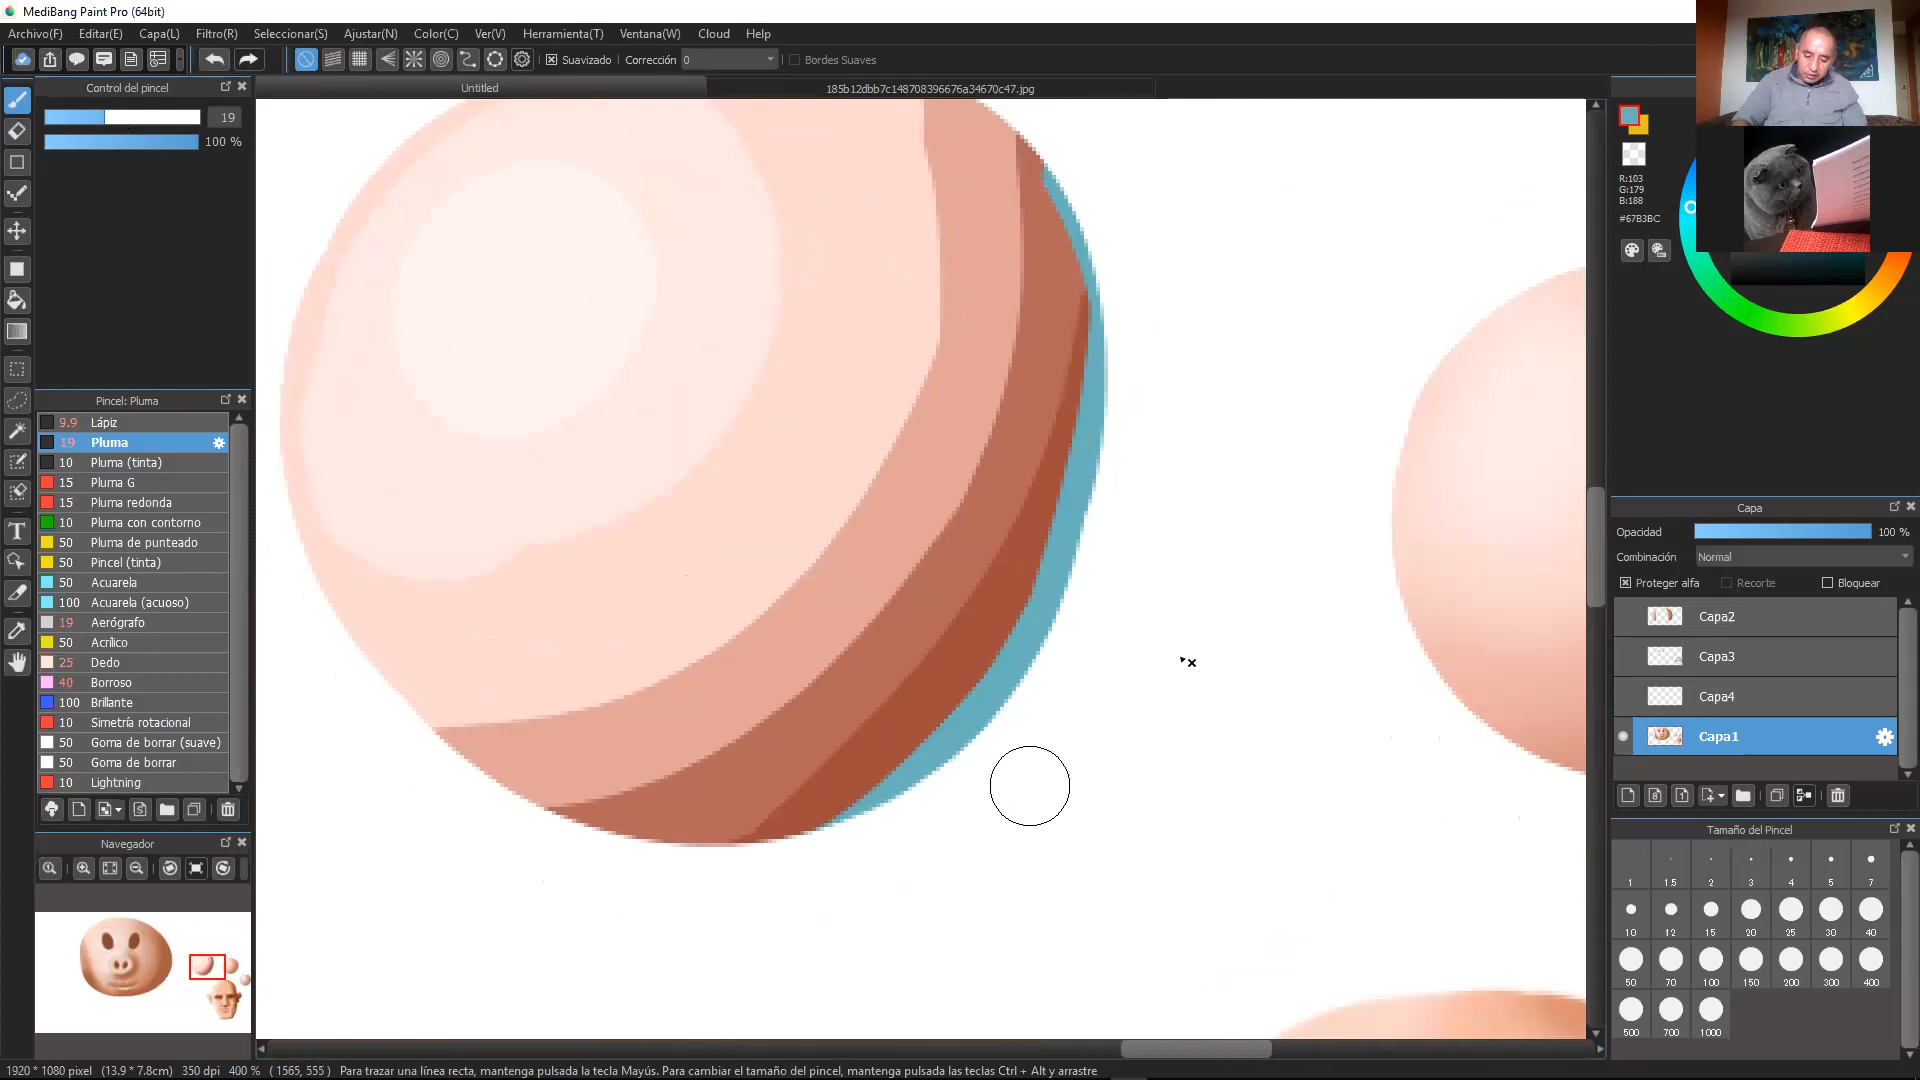 MediBang Paint Pro (64bit)
Archivo(F) Editar(E) Capa(L) Filtro(R) Seleccionar(S) Ajustar(N) Color(C) Ver(V) Herramienta(T) Ventana(W) Cloud Help
Suavizado Corrección 0 Bordes Suaves
Control del pincel
Untitled
185b12dbb7c148708396676a34670c47.jpg
19
100 %
R:103
G:179
B:188
#67B3BC
Pincel: Pluma
9.9 Lápiz
19 Pluma
10 Pluma (tinta)
15 Pluma G
15 Pluma redonda
10 Pluma con contorno
50 Pluma de punteado
50 Pincel (tinta)
50 Acuarela
100 Acuarela (acuoso)
19 Aerógrafo
50 Acrílico
25 Dedo
40 Borroso
100 Brillante
10 Simetría rotacional
50 Goma de borrar (suave)
50 Goma de borrar
10 Lightning
Navegador
Capa
Opacidad 100 %
Combinación Normal
Proteger alfa Recorte Bloquear
Capa2
Capa3
Capa4
Capa1
Tamaño del Pincel
1 1.5 2 3 4 5 7
10 12 15 20 25 30 40
50 70 100 150 200 300 400
500 700 1000
1920 * 1080 pixel (13.9 * 7.8cm) 350 dpi 400 % ( 1565, 555 ) Para trazar una línea recta, mantenga pulsada la tecla Mayús. Para cambiar el tamaño del pincel, mantenga pulsada las teclas Ctrl + Alt y arrastre